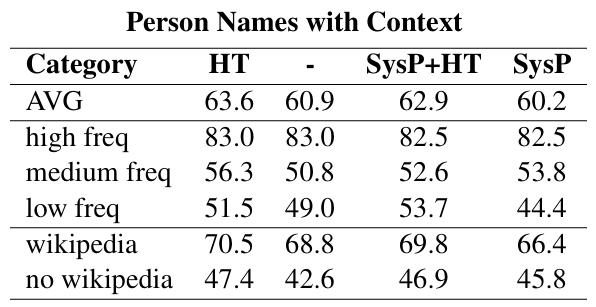 Person Names with Context
Category HT - SysP+HT SysP
AVG 63.6 60.9 62.9 60.2
high freq 83.0 83.0 82.5 82.5
medium freq 56.3 50.8 52.6 53.8
low freq 51.5 49.0 53.7 44.4
wikipedia 70.5 68.8 69.8 66.4
no wikipedia 47.4 42.6 46.9 45.8